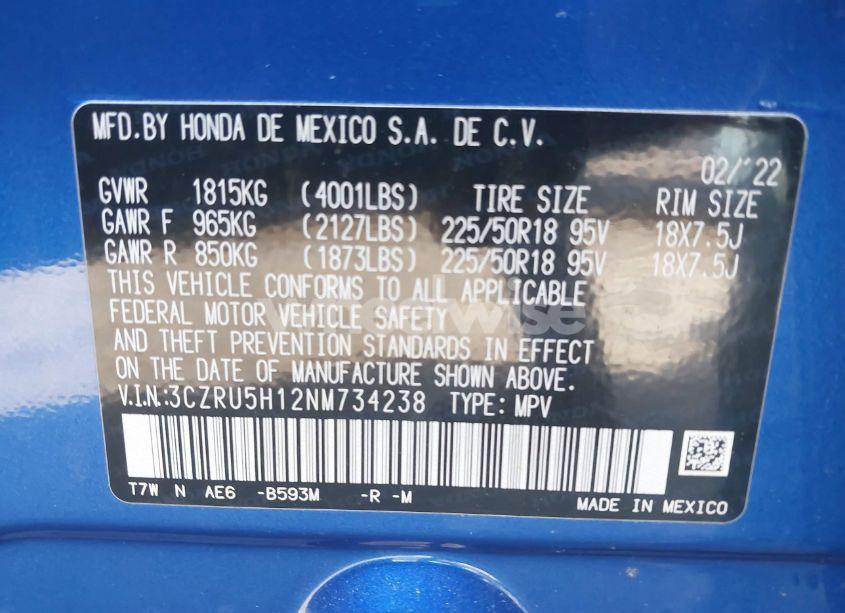 MFD.BY HONDA DE MEXICO S.A. DE C.V.
02/'22
GVWR 1815KG (4001LBS) TIRE SIZE RIM SIZE
GAWR F 965KG (2127LBS) 225/50R18 95V 18X7.5J
GAWR R 850KG (1873LBS) 225/50R18 95V 18X7.5J
THIS VEHICLE CONFORMS TO ALL APPLICABLE
FEDERAL MOTOR VEHICLE SAFETY
AND THEFT PREVENTION STANDARDS IN EFFECT
ON THE DATE OF MANUFACTURE SHOWN ABOVE.
V.I.N.:3CZRU5H12NM734238 TYPE: MPV
T7W N AE6 -B593M -R -M
MADE IN MEXICO